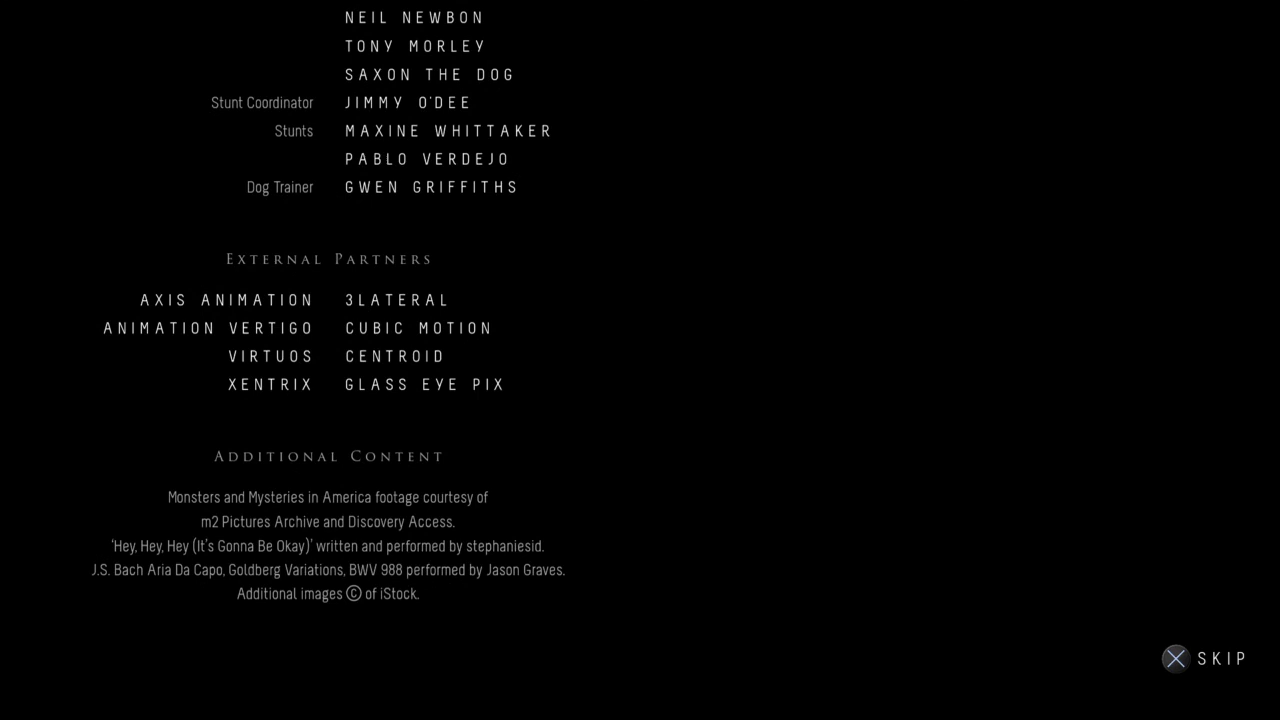 NEIL NEWBON
TONY MORLEY
SAXON THE DOG
Stunt Coordinator JIMMY O'DEE
Stunts MAXINE WHITTAKER
PABLO VERDEJO
Dog Trainer GWEN GRIFFITHS
EXTERNAL PARTNERS
AXIS ANIMATION 3LATERAL
ANIMATION VERTIGO CUBIC MOTION
VIRTUOS CENTROID
XENTRIX GLASS EYE PIX
ADDITIONAL CONTENT
Monsters and Mysteries in America footage courtesy of
m2 Pictures Archive and Discovery Access.
‘Hey, Hey, Hey (It's Gonna Be Okay)’ written and performed by stephaniesid.
J.S. Bach Aria Da Capo, Goldberg Variations, BWV 988 performed by Jason Graves.
Additional images © of iStock.
SKIP